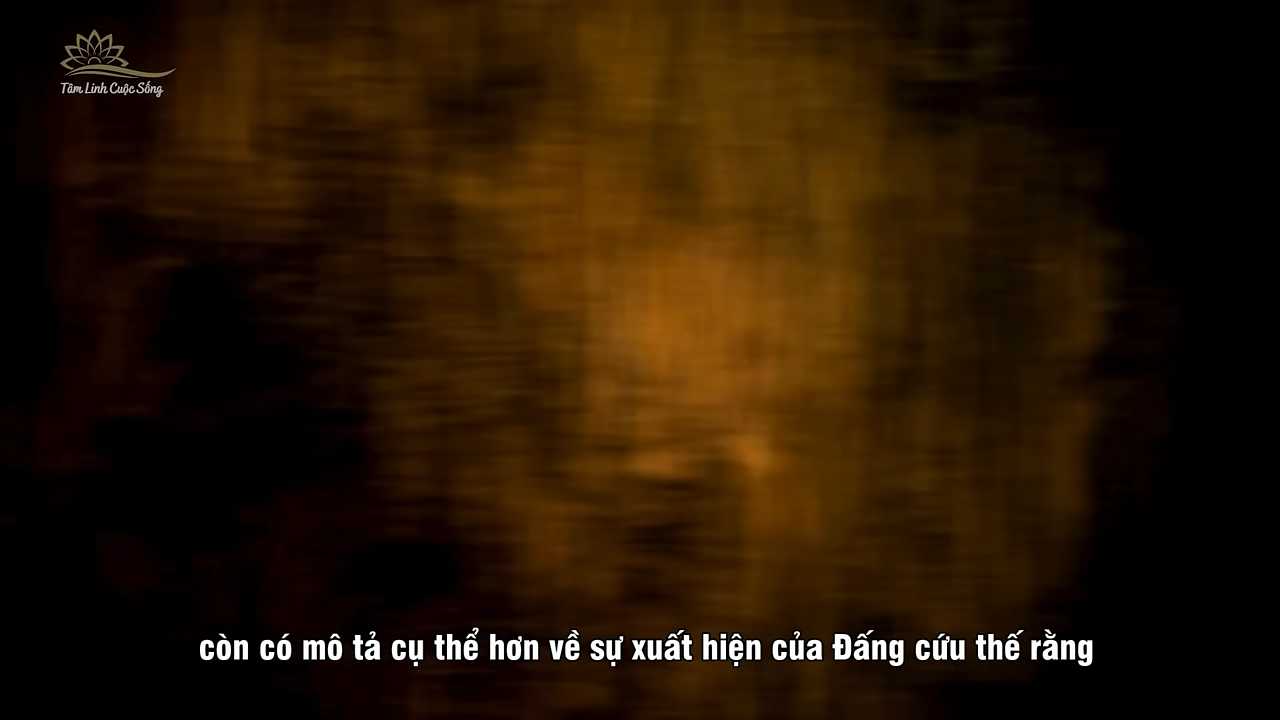 Tâm Linh Cuộc Sống
còn có mô tả cụ thể hơn về sự xuất hiện của Đấng cứu thế rằng